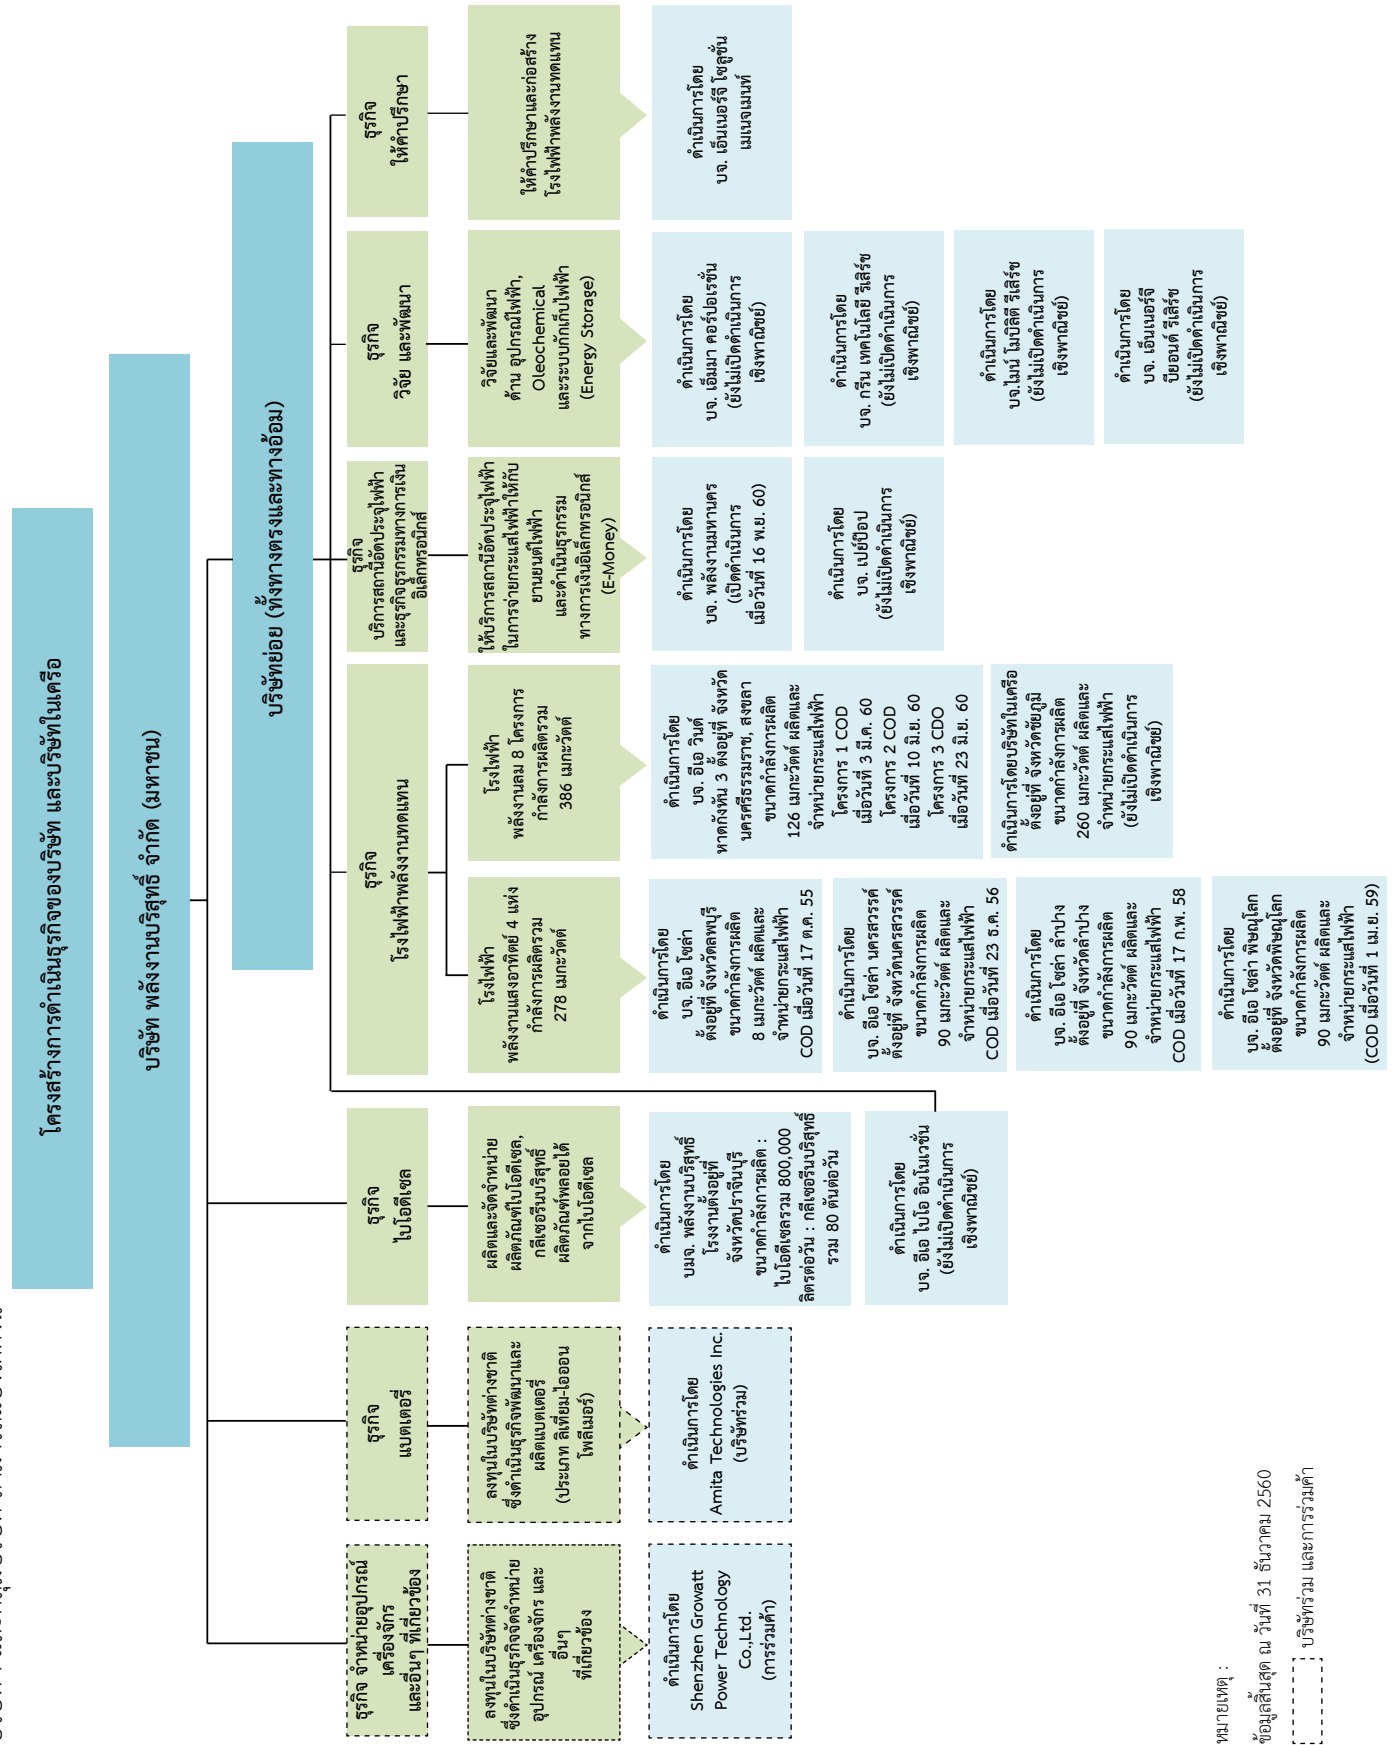 โครงสร้างการดำเนินธุรกิจของบริษัท และบริษัทในเครือ
บริษัท พลังงานบริสุทธิ์ จำกัด (มหาชน)
บริษัทย่อย (ทั้งทางตรงและทางอ้อม)
ธุรกิจ จำหน่ายอุปกรณ์
เครื่องจักร
และอื่นๆ ที่เกี่ยวข้อง
ลงทุนในบริษัทต่างชาติ
ซึ่งดำเนินธุรกิจจัดจำหน่าย
อุปกรณ์ เครื่องจักร และ
อื่นๆ
ที่เกี่ยวข้อง
ดำเนินการโดย
Shenzhen Growatt
Power Technology
Co.,Ltd.
(การร่วมค้า)
ธุรกิจ
แบตเตอรี่
ลงทุนในบริษัทต่างชาติ
ซึ่งดำเนินธุรกิจพัฒนาและ
ผลิตแบตเตอรี่
(ประเภท ลิเทียม-ไอออน
โพลิเมอร์)
ดำเนินการโดย
Amita Technologies Inc.
(บริษัทร่วม)
ธุรกิจ
ไบโอดีเซล
ผลิตและจัดจำหน่าย
ผลิตภัณฑ์ไบโอดีเซล,
กลีเซอรีนบริสุทธิ์
ผลิตภัณฑ์พลอยได้
จากไบโอดีเซล
ดำเนินการโดย
บมจ. พลังงานบริสุทธิ์
โรงงานตั้งอยู่ที่
จังหวัดปราจีนบุรี
ขนาดกำลังการผลิต :
ไบโอดีเซลรวม 800,000
ลิตรต่อวัน : กลีเซอรีนบริสุทธิ์
รวม 80 ตันต่อวัน
ดำเนินการโดย
บจ. อีเอ ไบโอ อินโนเวชั่น
(ยังไม่เปิดดำเนินการ
เชิงพาณิชย์)
ธุรกิจ
โรงไฟฟ้าพลังงานทดแทน
โรงไฟฟ้า
พลังงานแสงอาทิตย์ 4 แห่ง
กำลังการผลิตรวม
278 เมกะวัตต์
ดำเนินการโดย
บจ. อีเอ โซล่า
ตั้งอยู่ที่ จังหวัดลพบุรี
ขนาดกำลังการผลิต
8 เมกะวัตต์ ผลิตและ
จำหน่ายกระแสไฟฟ้า
COD เมื่อวันที่ 17 ต.ค. 55
ดำเนินการโดย
บจ. อีเอ โซล่า นครสวรรค์
ตั้งอยู่ที่ จังหวัดนครสวรรค์
ขนาดกำลังการผลิต
90 เมกะวัตต์ ผลิตและ
จำหน่ายกระแสไฟฟ้า
COD เมื่อวันที่ 23 ธ.ค. 56
ดำเนินการโดย
บจ. อีเอ โซล่า ลำปาง
ตั้งอยู่ที่ จังหวัดลำปาง
ขนาดกำลังการผลิต
90 เมกะวัตต์ ผลิตและ
จำหน่ายกระแสไฟฟ้า
COD เมื่อวันที่ 17 ก.พ. 58
ดำเนินการโดย
บจ. อีเอ โซล่า พิษณุโลก
ตั้งอยู่ที่ จังหวัดพิษณุโลก
ขนาดกำลังการผลิต
90 เมกะวัตต์ ผลิตและ
จำหน่ายกระแสไฟฟ้า
(COD เมื่อวันที่ 1 เม.ย. 59)
โรงไฟฟ้า
พลังงานลม 8 โครงการ
กำลังการผลิตรวม
386 เมกะวัตต์
ดำเนินการโดย
บจ. อีเอ วินด์
หาดกังหัน 3 ตั้งอยู่ที่ จังหวัด
นครศรีธรรมราช, สงขลา
ขนาดกำลังการผลิต
126 เมกะวัตต์ ผลิตและ
จำหน่ายกระแสไฟฟ้า
โครงการ 1 COD
เมื่อวันที่ 3 มี.ค. 60
โครงการ 2 COD
เมื่อวันที่ 10 มิ.ย. 60
โครงการ 3 CDO
เมื่อวันที่ 23 มิ.ย. 60
ดำเนินการโดยบริษัทในเครือ
ตั้งอยู่ที่ จังหวัดชัยภูมิ
ขนาดกำลังการผลิต
260 เมกะวัตต์ ผลิตและ
จำหน่ายกระแสไฟฟ้า
(ยังไม่เปิดดำเนินการ
เชิงพาณิชย์)
ธุรกิจ
บริการสถานีอัดประจุไฟฟ้า
และธุรกิจธุรกรรมทางการเงิน
อิเล็กทรอนิกส์
ให้บริการสถานีอัดประจุไฟฟ้า
ในการจ่ายกระแสไฟฟ้าให้กับ
ยานยนต์ไฟฟ้า
และดำเนินธุรกรรม
ทางการเงินอิเล็กทรอนิกส์
(E-Money)
ดำเนินการโดย
บจ. พลังงานมหานคร
(เปิดดำเนินการ
เมื่อวันที่ 16 พ.ย. 60)
ดำเนินการโดย
บจ. เปย์ป๊อป
(ยังไม่เปิดดำเนินการ
เชิงพาณิชย์)
ธุรกิจ
วิจัย และพัฒนา
วิจัยและพัฒนา
ด้าน อุปกรณ์ไฟฟ้า,
Oleochemical
และระบบกักเก็บไฟฟ้า
(Energy Storage)
ดำเนินการโดย
บจ. เอ็มมา คอร์ปอเรชั่น
(ยังไม่เปิดดำเนินการ
เชิงพาณิชย์)
ดำเนินการโดย
บจ. กรีน เทคโนโลยี รีเสิร์ช
(ยังไม่เปิดดำเนินการ
เชิงพาณิชย์)
ดำเนินการโดย
บจ.ไมน์ โมบิลิตี รีเสิร์ช
(ยังไม่เปิดดำเนินการ
เชิงพาณิชย์)
ดำเนินการโดย
บจ. เอ็นเนอร์จี
บียอนด์ รีเสิร์ช
(ยังไม่เปิดดำเนินการ
เชิงพาณิชย์)
ธุรกิจ
ให้คำปรึกษา
ให้คำปรึกษาและก่อสร้าง
โรงไฟฟ้าพลังงานทดแทน
ดำเนินการโดย
บจ. เอ็นเนอร์จี โซลูชั่น
เมเนจเมนท์
หมายเหตุ :
ข้อมูลสิ้นสุด ณ วันที่ 31 ธันวาคม 2560
บริษัทร่วม และการร่วมค้า